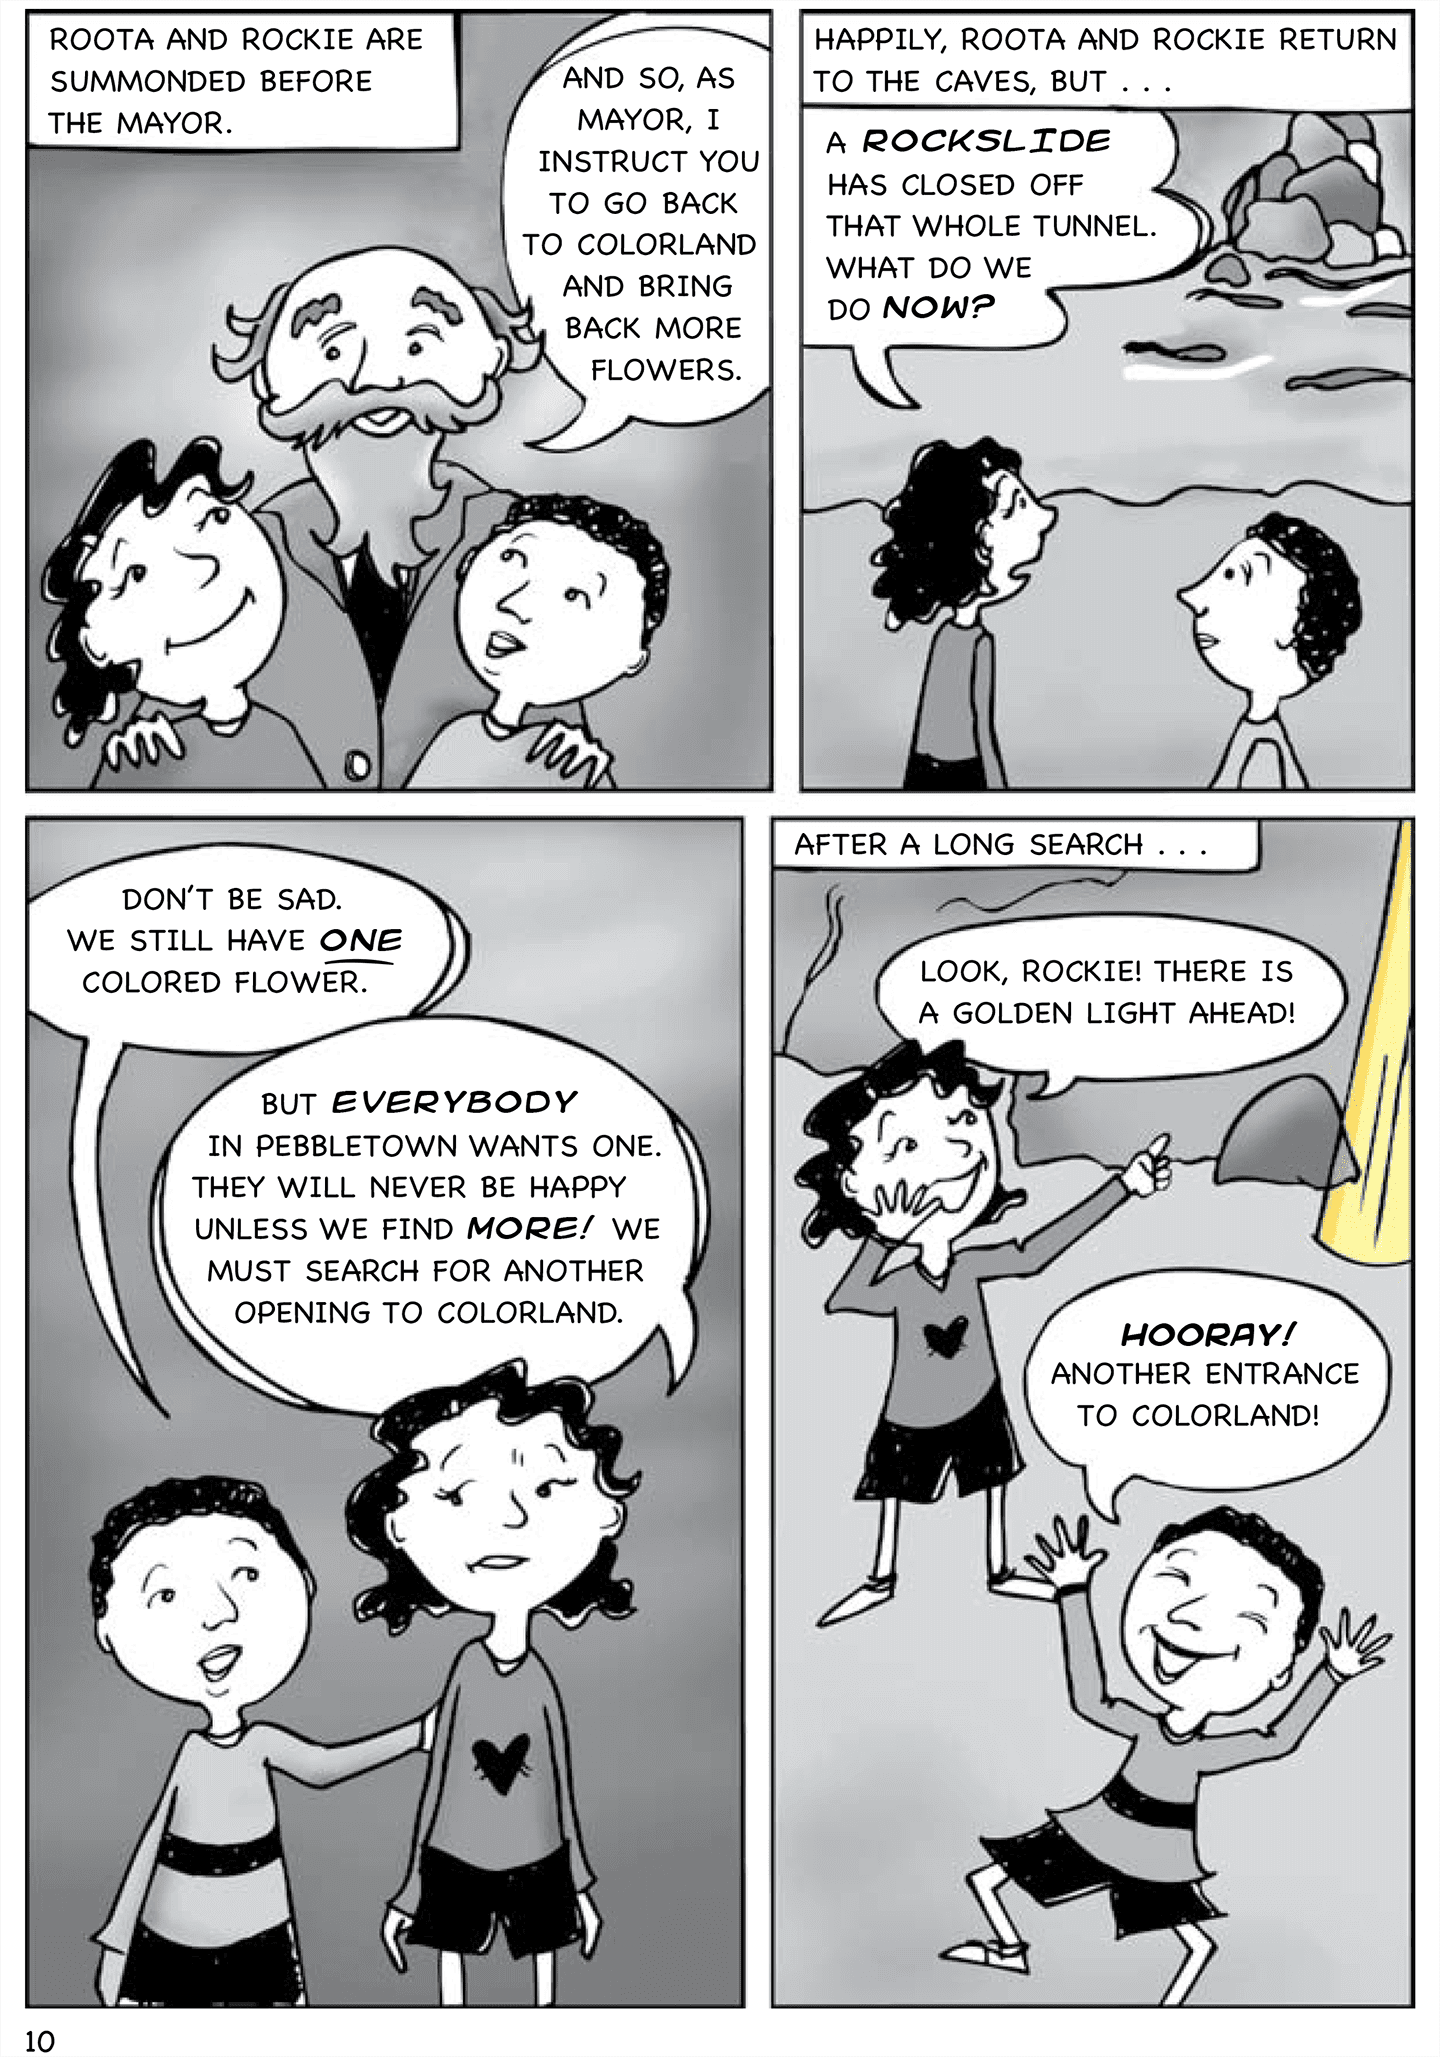 ROOTA AND ROCKIE ARE
SUMMONDED BEFORE
THE MAYOR.
AND SO, AS
MAYOR, I
INSTRUCT YOU
TO GO BACK
TO COLORLAND
AND BRING
BACK MORE
FLOWERS.
HAPPILY, ROOTA AND ROCKIE RETURN
TO THE CAVES, BUT . . .
A ROCKSLIDE
HAS CLOSED OFF
THAT WHOLE TUNNEL.
WHAT DO WE
DO NOW?
DON'T BE SAD.
WE STILL HAVE ONE
COLORED FLOWER.
BUT EVERYBODY
IN PEBBLETOWN WANTS ONE.
THEY WILL NEVER BE HAPPY
UNLESS WE FIND MORE! WE
MUST SEARCH FOR ANOTHER
OPENING TO COLORLAND.
AFTER A LONG SEARCH . . .
LOOK, ROCKIE! THERE IS
A GOLDEN LIGHT AHEAD!
HOORAY!
ANOTHER ENTRANCE
TO COLORLAND!
10